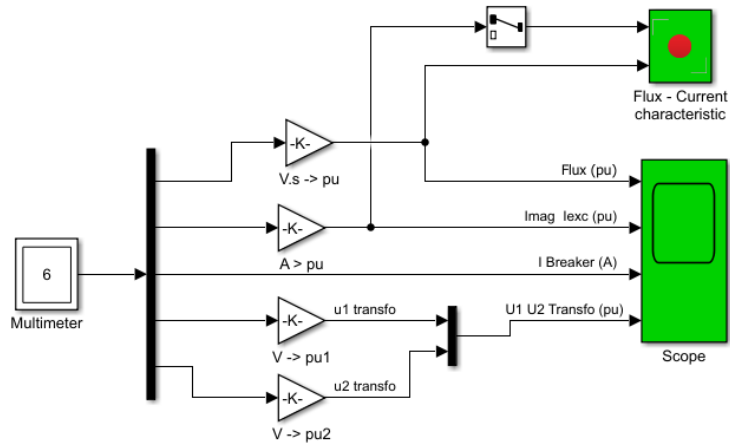 Flux - Current
characteristic
-K-
V.s -> pu
Flux (pu)
-K-
A > pu
Imag  Iexc (pu)
6
Multimeter
I Breaker (A)
-K-
u1 transfo
V -> pu1
U1 U2 Transfo (pu)
Scope
-K-
u2 transfo
V -> pu2